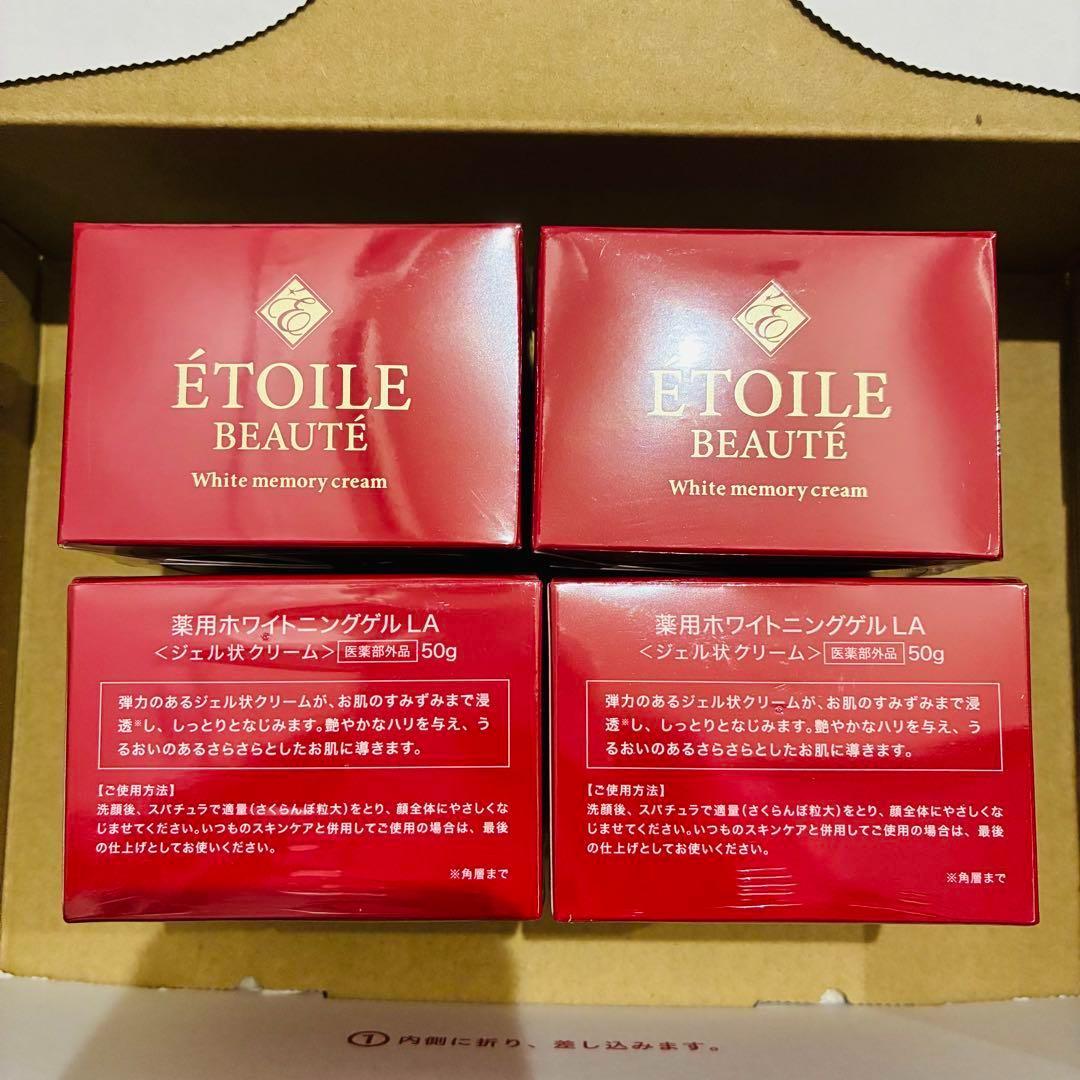 E
ÉTOILE
BEAUTÉ
White memory cream
E
ÉTOILE
BEAUTÉ
White memory cream
薬用ホワイトニングゲル LA
＜ジェル状クリーム＞ 医薬部外品 50g
弾力のあるジェル状クリームが、お肌のすみずみまで浸
透※し、しっとりとなじみます。艶やかなハリを与え、う
るおいのあるさらさらとしたお肌に導きます。
【ご使用方法】
洗顔後、スパチュラで適量（さくらんぼ粒大）をとり、顔全体にやさしくな
じませてください。いつものスキンケアと併用してご使用の場合は、最後
の仕上げとしてお使いください。
※角層まで
薬用ホワイトニングゲル LA
＜ジェル状クリーム＞ 医薬部外品 50g
弾力のあるジェル状クリームが、お肌のすみずみまで浸
透※し、しっとりとなじみます。艶やかなハリを与え、う
るおいのあるさらさらとしたお肌に導きます。
【ご使用方法】
洗顔後、スパチュラで適量（さくらんぼ粒大）をとり、顔全体にやさしくな
じませてください。いつものスキンケアと併用してご使用の場合は、最後
の仕上げとしてお使いください。
※角層まで
① 内側に折り、差し込みます。